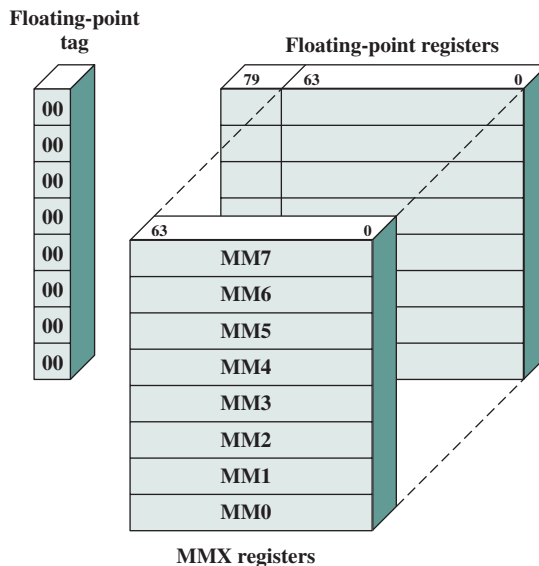 Floating-point
tag
Floating-point registers
79 63 0
00
00
00
00
00
00
00
00
63 0
MM7
MM6
MM5
MM4
MM3
MM2
MM1
MM0
MMX registers